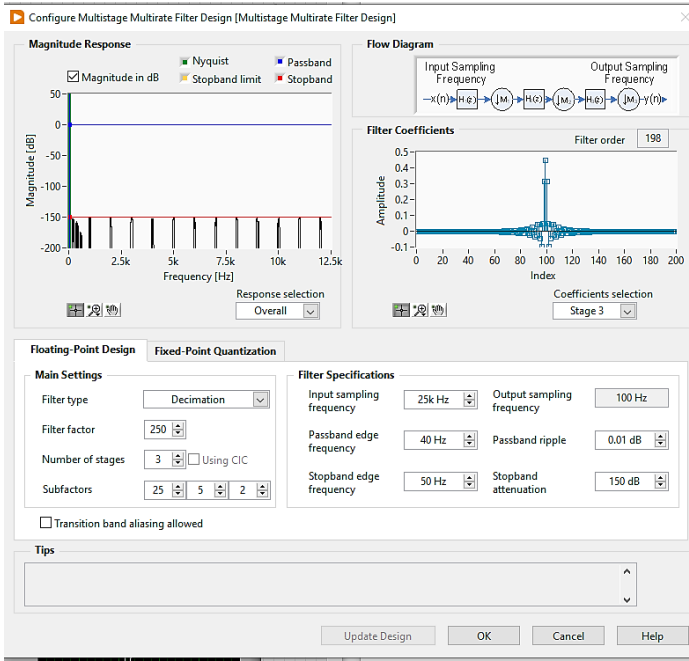 Configure Multistage Multirate Filter Design [Multistage Multirate Filter Design]
Magnitude Response
Magnitude in dB
Nyquist
Passband
Stopband limit
Stopband
Magnitude [dB]
50
0
-50
-100
-150
-200
0 2.5k 5k 7.5k 10k 12.5k
Frequency [Hz]
Response selection
Overall
Flow Diagram
Input Sampling Frequency
Output Sampling Frequency
Filter Coefficients
Filter order 198
Amplitude
0.5
0.4
0.3
0.2
0.1
0
-0.1
0 20 40 60 80 100 120 140 160 180 200
Index
Coefficients selection
Stage 3
Floating-Point Design
Fixed-Point Quantization
Main Settings
Filter type Decimation
Filter factor 250
Number of stages 3 Using CIC
Subfactors 25 5 2
Transition band aliasing allowed
Filter Specifications
Input sampling frequency 25k Hz
Output sampling frequency 100 Hz
Passband edge frequency 40 Hz
Passband ripple 0.01 dB
Stopband edge frequency 50 Hz
Stopband attenuation 150 dB
Tips
Update Design
OK
Cancel
Help